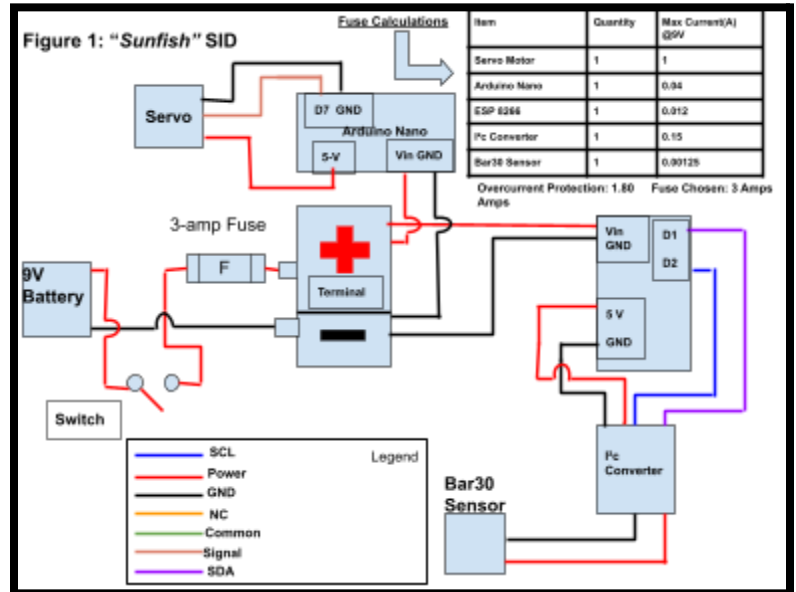 Figure 1: “Sunfish” SID
Fuse Calculations
Item Quantity Max Current(A) @9V
Servo Motor 1 1
Arduino Nano 1 0.04
ESP 8266 1 0.012
I²c Converter 1 0.15
Bar30 Sensor 1 0.00125
Overcurrent Protection: 1.80 Amps
Fuse Chosen: 3 Amps
Servo
D7 GND
Arduino Nano
5-V
Vin GND
3-amp Fuse
F
Terminal
9V
Battery
Switch
Vin
GND
D1
D2
5 V
GND
I²c
Converter
Bar30
Sensor
Legend
SCL
Power
GND
NC
Common
Signal
SDA